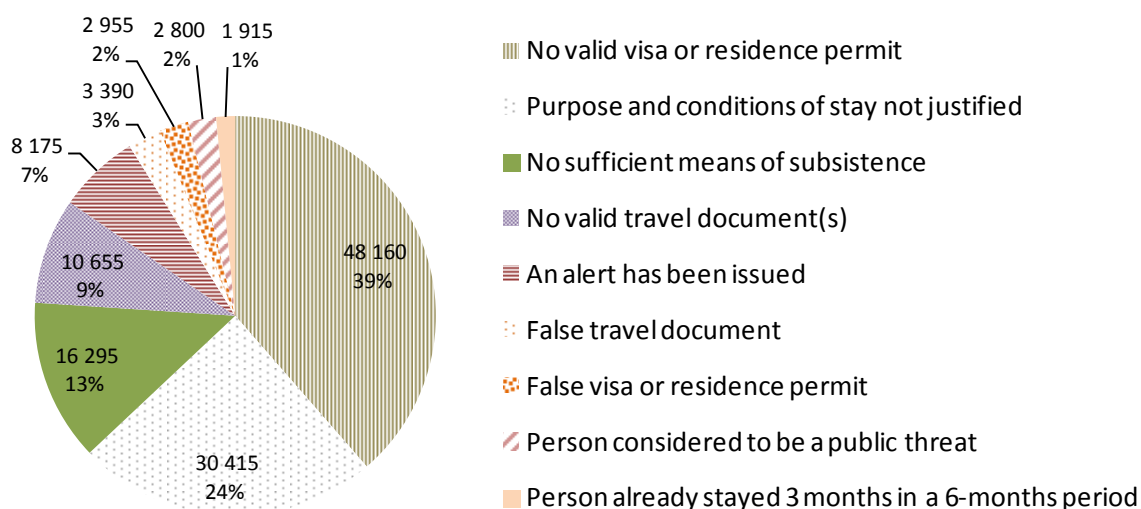 2 955
2%
2 800
2%
1 915
1%
3 390
3%
8 175
7%
10 655
9%
16 295
13%
30 415
24%
48 160
39%
No valid visa or residence permit
Purpose and conditions of stay not justified
No sufficient means of subsistence
No valid travel document(s)
An alert has been issued
False travel document
False visa or residence permit
Person considered to be a public threat
Person already stayed 3 months in a 6-months period